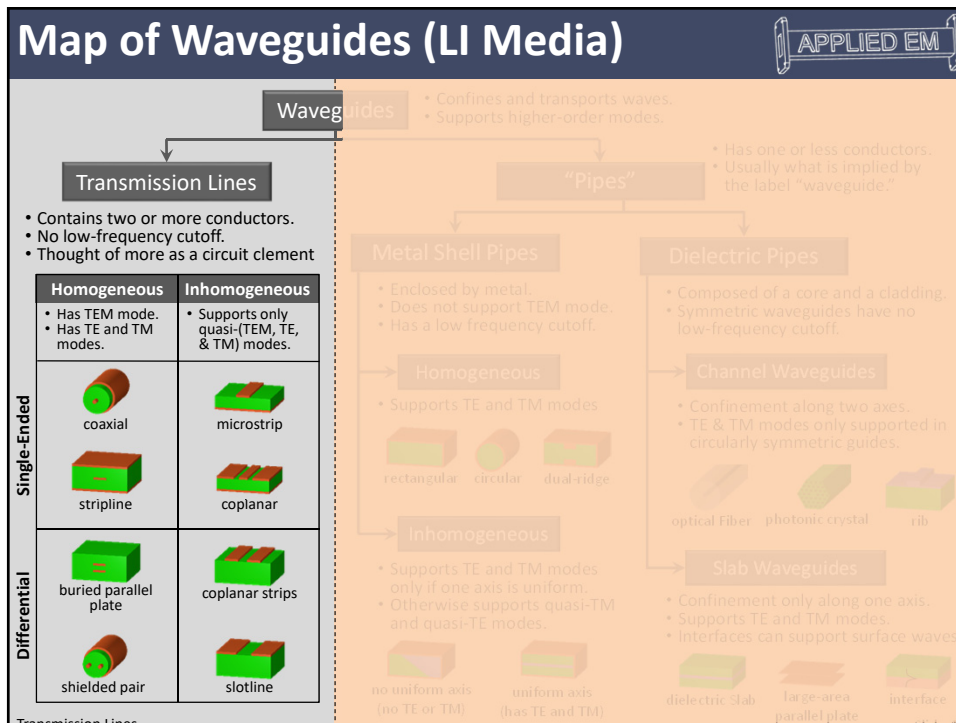 Map of Waveguides (LI Media)
APPLIED EM
Waveguides
• Confines and transports waves.
• Supports higher-order modes.
Transmission Lines
• Contains two or more conductors.
• No low-frequency cutoff.
• Thought of more as a circuit clement
Homogeneous
Inhomogeneous
• Has TEM mode.
• Has TE and TM
modes.
• Supports only
quasi-(TEM, TE,
& TM) modes.
Single-Ended
coaxial
microstrip
stripline
coplanar
Differential
buried parallel
plate
coplanar strips
shielded pair
slotline
"Pipes"
• Has one or less conductors.
• Usually what is implied by
the label "waveguide."
Metal Shell Pipes
• Enclosed by metal.
• Does not support TEM mode.
• Has a low frequency cutoff.
Homogeneous
• Supports TE and TM modes
rectangular
circular
dual-ridge
Inhomogeneous
• Supports TE and TM modes
only if one axis is uniform.
• Otherwise supports quasi-TM
and quasi-TE modes.
no uniform axis
(no TE or TM)
uniform axis
(has TE and TM)
Dielectric Pipes
• Composed of a core and a cladding.
• Symmetric waveguides have no
low-frequency cutoff.
Channel Waveguides
• Confinement along two axes.
• TE & TM modes only supported in
circularly symmetric guides.
optical Fiber
photonic crystal
rib
Slab Waveguides
• Confinement only along one axis.
• Supports TE and TM modes.
• Interfaces can support surface waves
dielectric Slab
large-area
parallel plate
interface
Transmission Lines